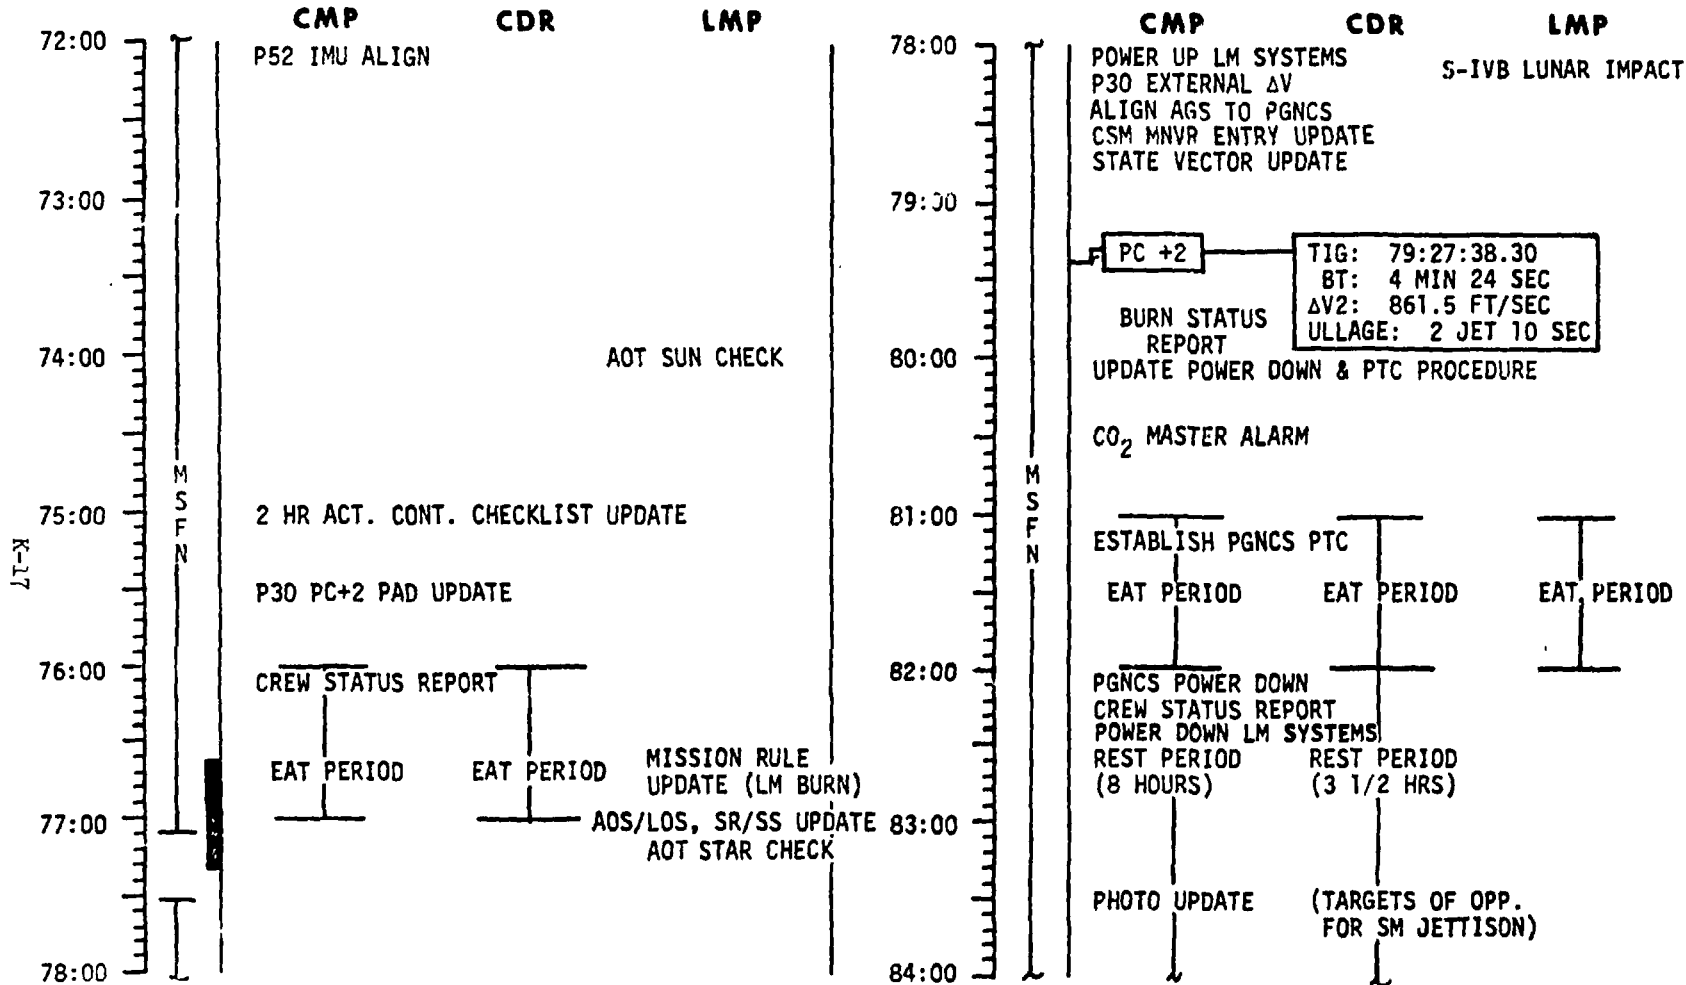 CMP CDR LMP
72:00
P52 IMU ALIGN
73:00
74:00
AOT SUN CHECK
MSFN
75:00
2 HR ACT. CONT. CHECKLIST UPDATE
P30 PC+2 PAD UPDATE
76:00
CREW STATUS REPORT
EAT PERIOD EAT PERIOD
MISSION RULE
UPDATE (LM BURN)
77:00
AOS/LOS, SR/SS UPDATE
AOT STAR CHECK
78:00
K-17
CMP CDR LMP
78:00
POWER UP LM SYSTEMS
S-IVB LUNAR IMPACT
P30 EXTERNAL ΔV
ALIGN AGS TO PGNCS
CSM MNVR ENTRY UPDATE
STATE VECTOR UPDATE
79:00
PC +2
TIG: 79:27:38.30
BT: 4 MIN 24 SEC
ΔV2: 861.5 FT/SEC
ULLAGE: 2 JET 10 SEC
BURN STATUS
REPORT
80:00
UPDATE POWER DOWN & PTC PROCEDURE
CO2 MASTER ALARM
MSFN
81:00
ESTABLISH PGNCS PTC
EAT PERIOD EAT PERIOD EAT PERIOD
82:00
PGNCS POWER DOWN
CREW STATUS REPORT
POWER DOWN LM SYSTEMS
REST PERIOD REST PERIOD
(8 HOURS) (3 1/2 HRS)
83:00
PHOTO UPDATE (TARGETS OF OPP.
FOR SM JETTISON)
84:00